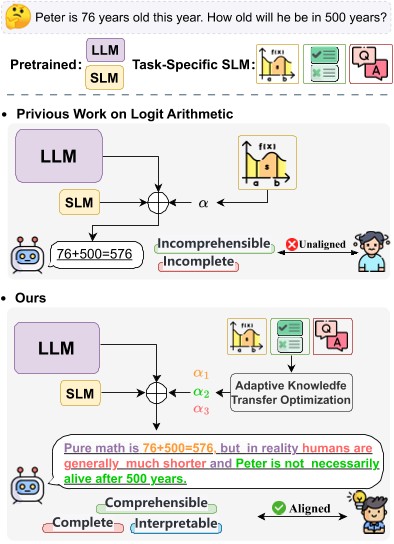 Peter is 76 years old this year. How old will he be in 500 years?
Pretrained: LLM SLM Task-Specific SLM: f(x) s a b Q A
• Privious Work on Logit Arithmetic
LLM
f(x) s a b
SLM α
76+500=576
Incomprehensible
Incomplete
Unaligned
• Ours
LLM
f(x) s a b Q A
SLM
α1
α2
α3
Adaptive Knowledfe
Transfer Optimization
Pure math is 76+500=576, but in reality humans are
generally much shorter and Peter is not necessarily
alive after 500 years.
Comprehensible
Complete Interpretable
Aligned